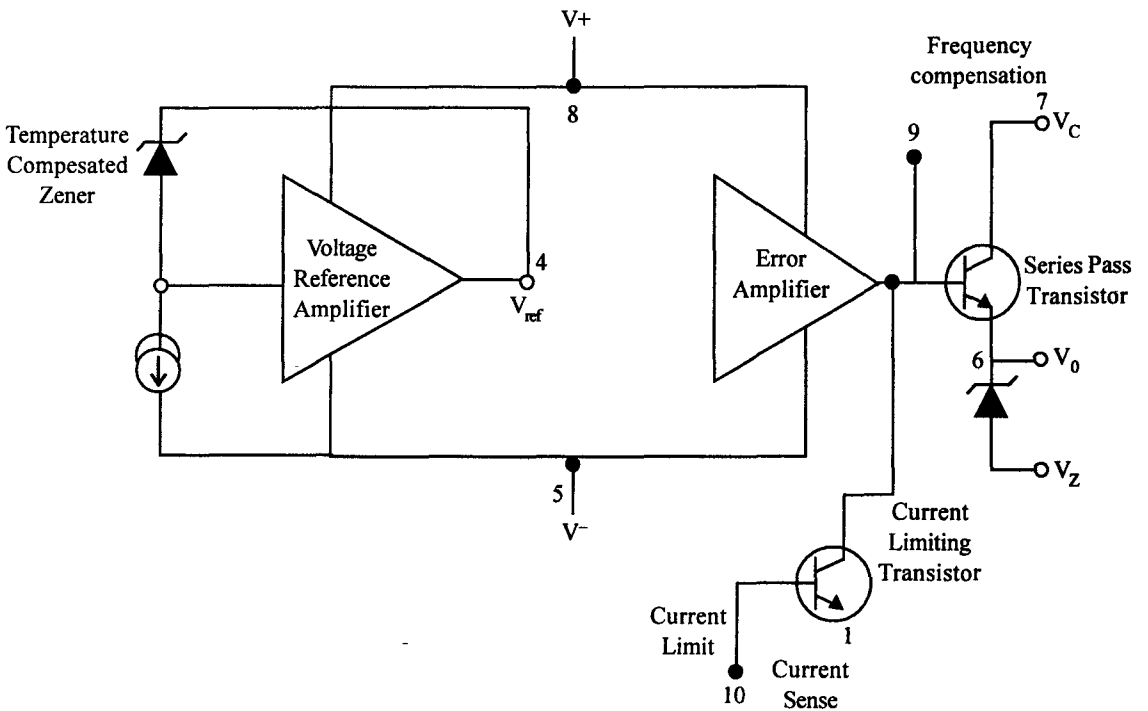 V+
8
Frequency
compensation
7
V_C
9
Temperature
Compesated
Zener
Voltage
Reference
Amplifier
4
V_ref
Error
Amplifier
Series Pass
Transistor
6
V_0
V_Z
5
V−
Current
Limiting
Transistor
Current
Limit
1
10
Current
Sense